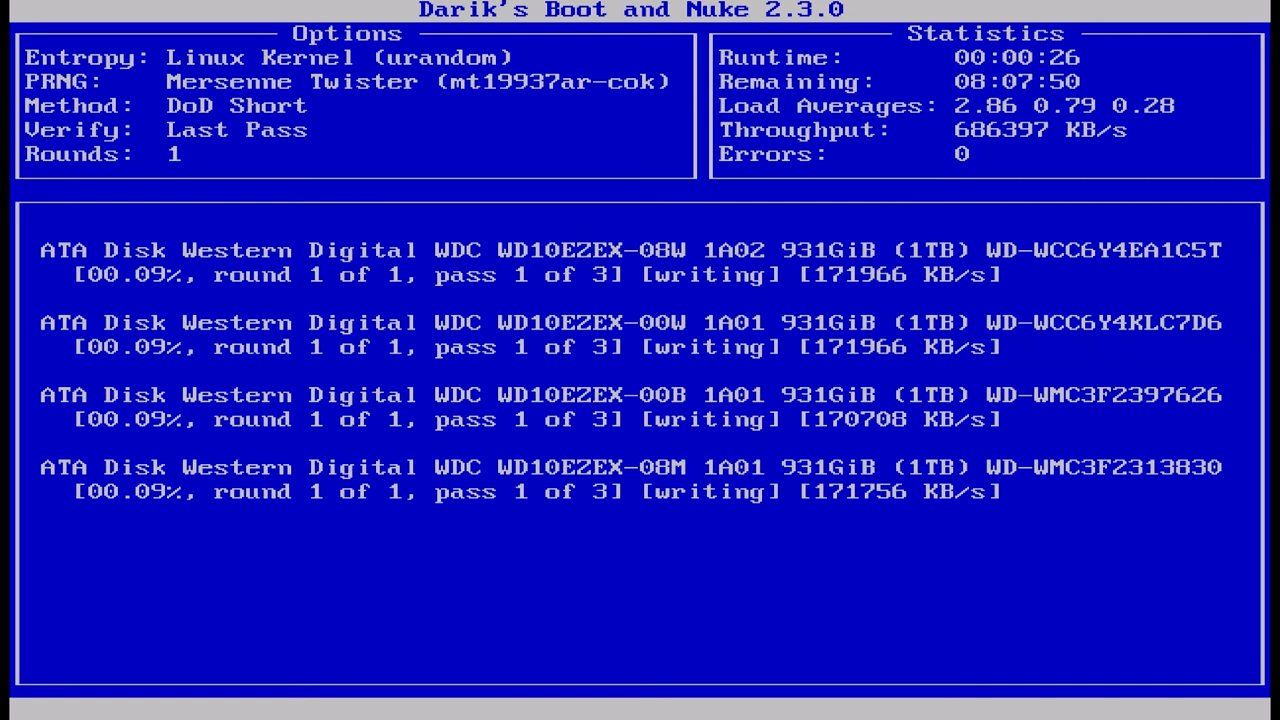 Darik's Boot and Nuke 2.3.0
Options
Entropy: Linux Kernel (urandom)
PRNG: Mersenne Twister (mt19937ar-cok)
Method: DoD Short
Verify: Last Pass
Rounds: 1
Statistics
Runtime: 00:00:26
Remaining: 08:07:50
Load Averages: 2.86 0.79 0.28
Throughput: 686397 KB/s
Errors: 0
ATA Disk Western Digital WDC WD10EZEX-08W 1A02 931GiB (1TB) WD-WCC6Y4EA1C5T
[00.09%, round 1 of 1, pass 1 of 3] [writing] [171966 KB/s]
ATA Disk Western Digital WDC WD10EZEX-00W 1A01 931GiB (1TB) WD-WCC6Y4KLC7D6
[00.09%, round 1 of 1, pass 1 of 3] [writing] [171966 KB/s]
ATA Disk Western Digital WDC WD10EZEX-00B 1A01 931GiB (1TB) WD-WMC3F2397626
[00.09%, round 1 of 1, pass 1 of 3] [writing] [170708 KB/s]
ATA Disk Western Digital WDC WD10EZEX-08M 1A01 931GiB (1TB) WD-WMC3F2313830
[00.09%, round 1 of 1, pass 1 of 3] [writing] [171756 KB/s]